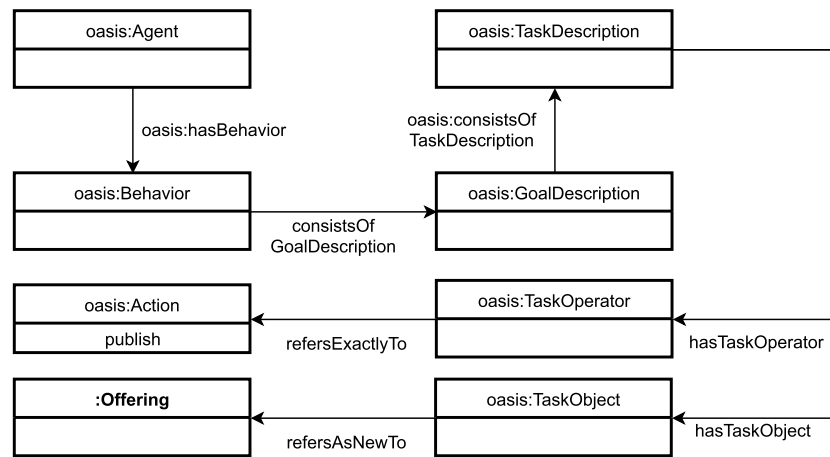 oasis:Agent
oasis:TaskDescription
oasis:hasBehavior
oasis:consistsOf
TaskDescription
oasis:Behavior
oasis:GoalDescription
consistsOf
GoalDescription
oasis:Action
publish
oasis:TaskOperator
refersExactlyTo
hasTaskOperator
:Offering
oasis:TaskObject
refersAsNewTo
hasTaskObject